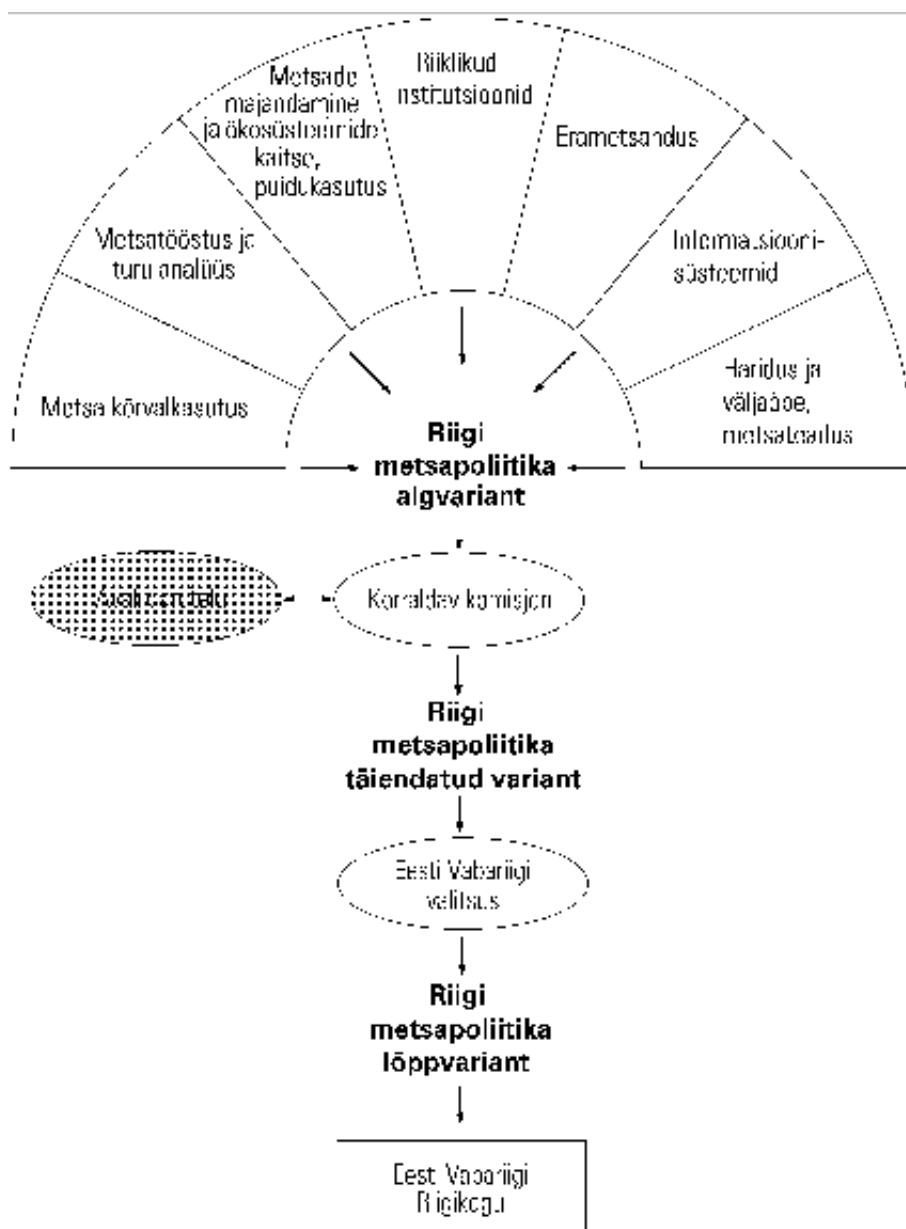 Metsade
majandamine
ja ökosüsteemide
kaitse,
puidukasutus
Riiklikud
institutsioonid
Erametsandus
Metsatööstus ja
turu analüüs
Informatsiooni-
süsteemid
Metsa kõrvalkasutus
Haridus ja
väljaõpe,
metsateadus
Riigi
metsapoliitika
algvariant
Avalik arutelu
Korraldav komisjon
Riigi
metsapoliitika
täiendatud variant
Eesti Vabariigi
valitsus
Riigi
metsapoliitika
lõppvariant
Eesti Vabariigi
Riigikogu